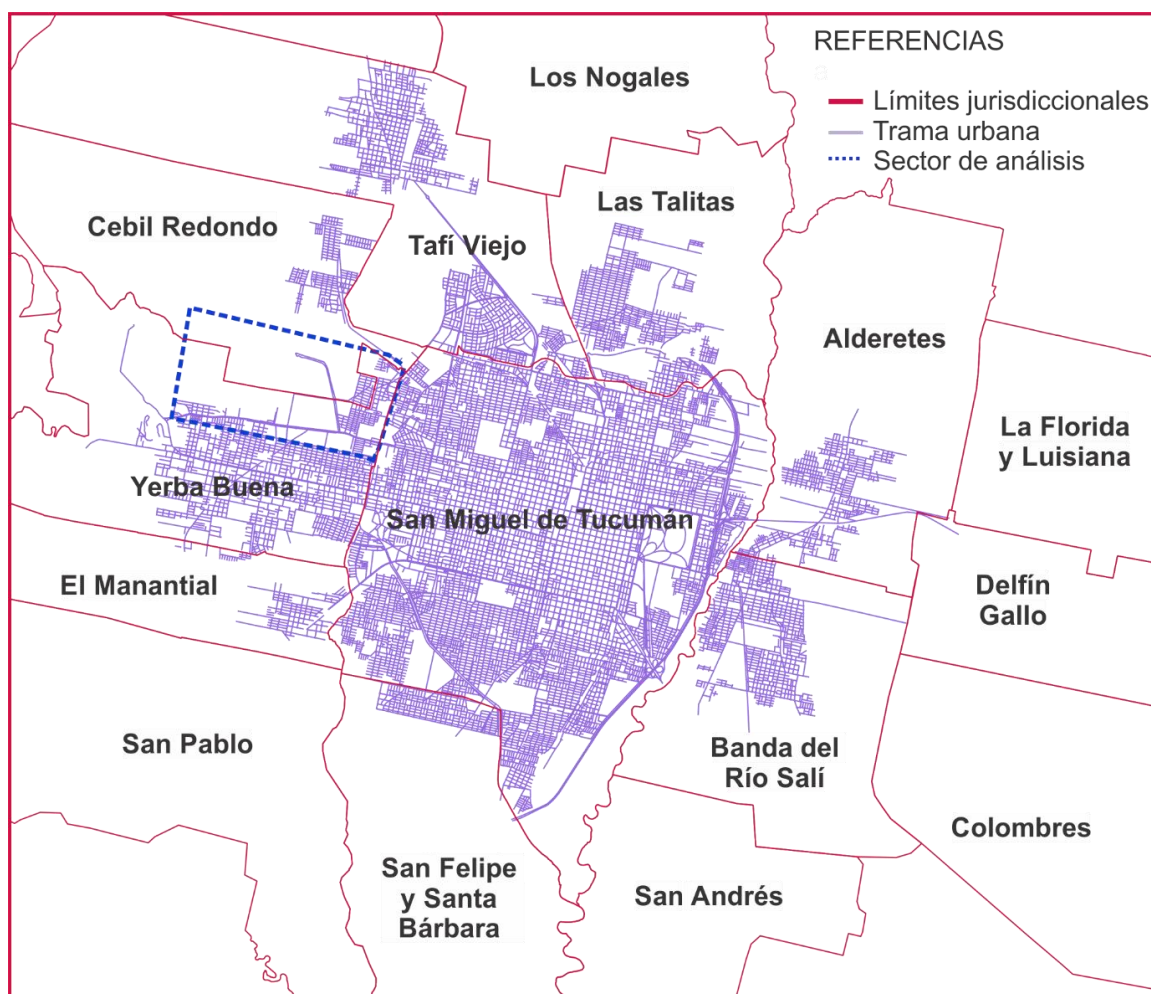 REFERENCIAS
Límites jurisdiccionales
Trama urbana
Sector de análisis
Los Nogales
Las Talitas
Cebil Redondo
Tafí Viejo
Alderetes
La Florida
y Luisiana
Yerba Buena
San Miguel de Tucumán
El Manantial
Delfín
Gallo
San Pablo
Banda del
Río Salí
Colombres
San Felipe
y Santa
Bárbara
San Andrés